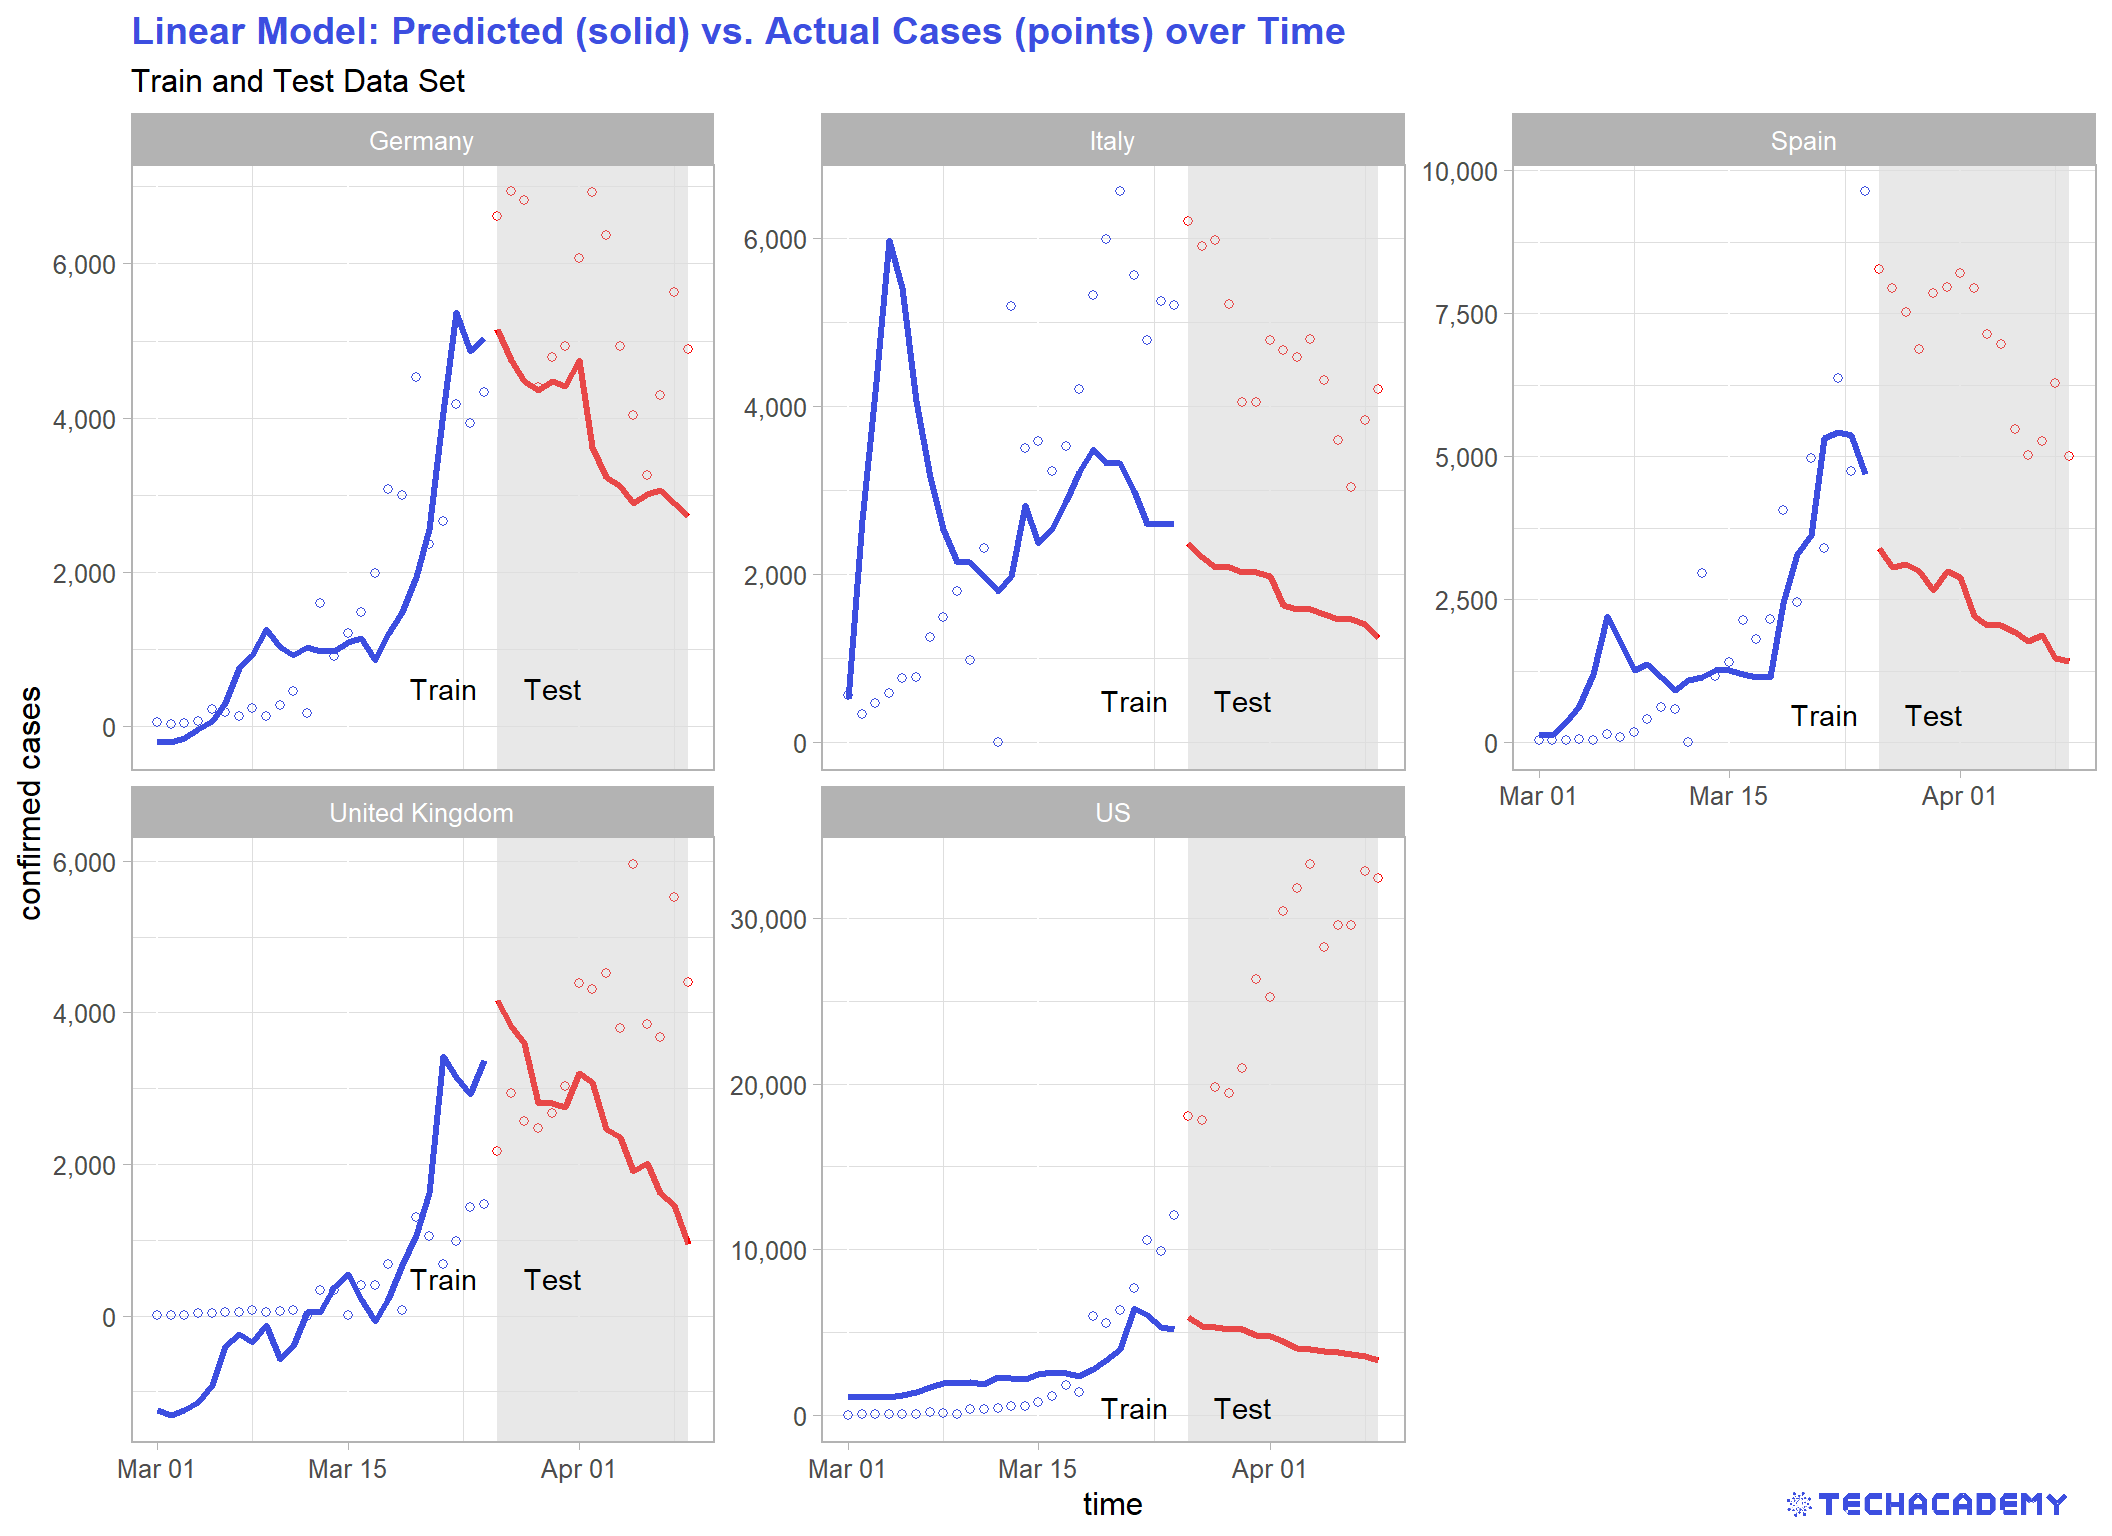 Linear Model: Predicted (solid) vs. Actual Cases (points) over Time
Train and Test Data Set
confirmed cases
Germany
6,000
4,000
2,000
0
Train
Test
Italy
6,000
4,000
2,000
0
Train
Test
Spain
10,000
7,500
5,000
2,500
0
Train
Test
Mar 01
Mar 15
Apr 01
United Kingdom
6,000
4,000
2,000
0
Train
Test
Mar 01
Mar 15
Apr 01
US
30,000
20,000
10,000
0
Train
Test
Mar 01
Mar 15
Apr 01
time
TECHACADEMY